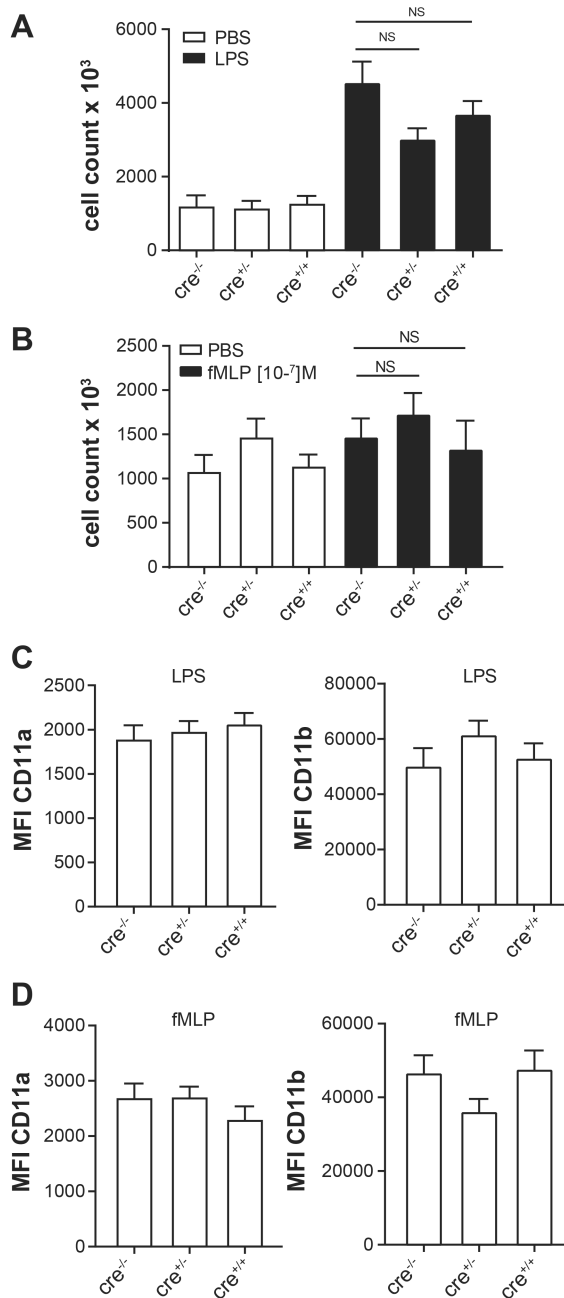 A
6000
4000
2000
0
cell count x 10³
PBS
LPS
NS
NS
cre⁻/⁻
cre⁺/⁻
cre⁺/⁺
cre⁻/⁻
cre⁺/⁻
cre⁺/⁺
B
2500
2000
1500
1000
500
0
cell count x 10³
PBS
fMLP [10-⁷]M
NS
NS
cre⁻/⁻
cre⁺/⁻
cre⁺/⁺
cre⁻/⁻
cre⁺/⁻
cre⁺/⁺
C
LPS
2500
2000
1500
1000
500
0
MFI CD11a
cre⁻/⁻
cre⁺/⁻
cre⁺/⁺
LPS
80000
60000
40000
20000
0
MFI CD11b
cre⁻/⁻
cre⁺/⁻
cre⁺/⁺
D
fMLP
4000
3000
2000
1000
0
MFI CD11a
cre⁻/⁻
cre⁺/⁻
cre⁺/⁺
fMLP
60000
40000
20000
0
MFI CD11b
cre⁻/⁻
cre⁺/⁻
cre⁺/⁺